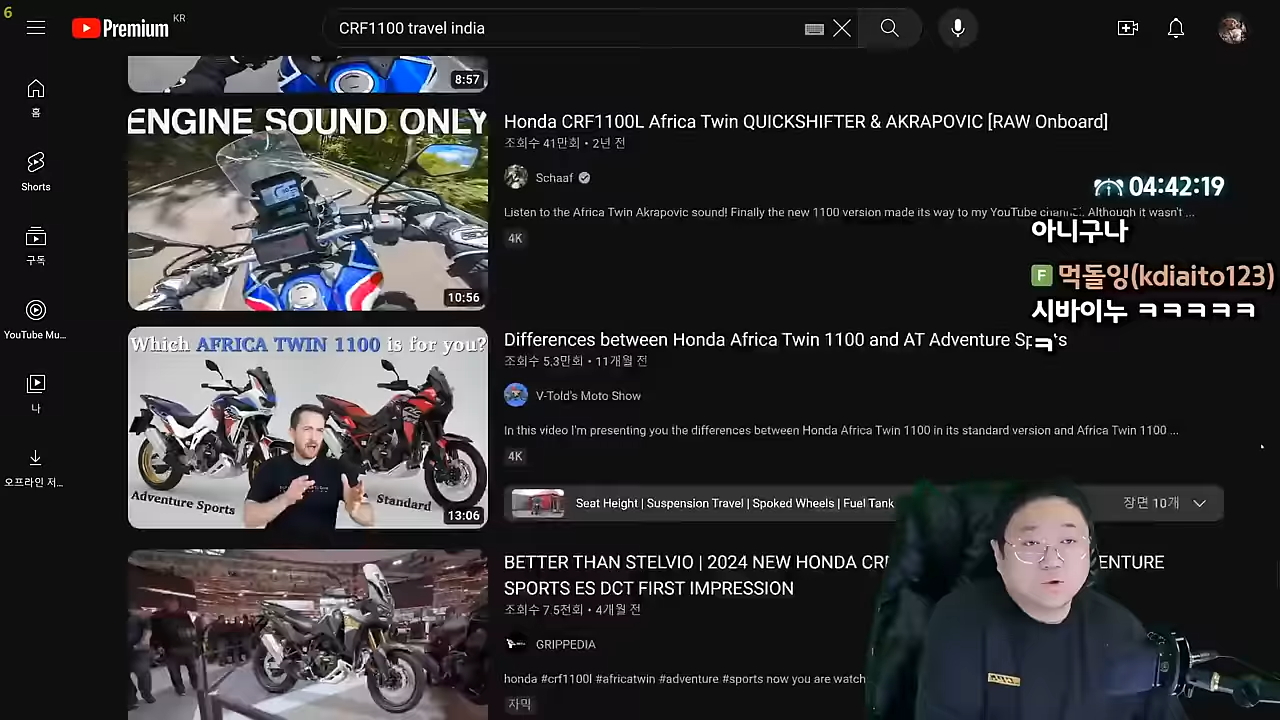 6
Premium KR
CRF1100 travel india
홈
Shorts
구독
YouTube Mu...
나
오프라인 저...
8:57
ENGINE SOUND ONLY
10:56
Honda CRF1100L Africa Twin QUICKSHIFTER & AKRAPOVIC [RAW Onboard]
조회수 41만회 • 2년 전
Schaaf
Listen to the Africa Twin Akrapovic sound! Finally the new 1100 version made its way to my YouTube channel. Although it wasn't ...
4K
04:42:19
아니구나
F 먹돌잉(kdiaito123)
시바이누 ㅋㅋㅋㅋㅋ
ㅋ
Which AFRICA TWIN 1100 is for you?
Adventure Sports
Standard
13:06
Differences between Honda Africa Twin 1100 and AT Adventure Sp
조회수 5.3만회 • 11개월 전
V-Told's Moto Show
In this video I'm presenting you the differences between Honda Africa Twin 1100 in its standard version and Africa Twin 1100 ...
4K
Seat Height | Suspension Travel | Spoked Wheels | Fuel Tank
장면 10개
BETTER THAN STELVIO | 2024 NEW HONDA CR
ENTURE
SPORTS ES DCT FIRST IMPRESSION
조회수 7.5천회 • 4개월 전
GRIPPEDIA
honda #crf1100l #africatwin #adventure #sports now you are watch
자막